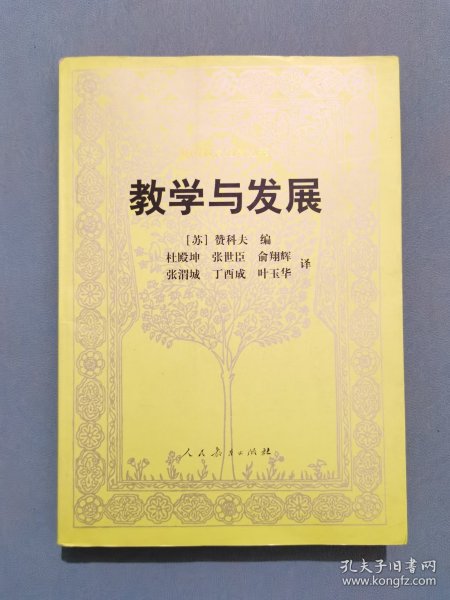 教学与发展
[苏] 赞科夫 编
杜殿坤 张世臣 俞翔辉
张渭城 丁酉成 叶玉华 译
人民教育出版社
孔夫子旧书网
www.kongfz.com